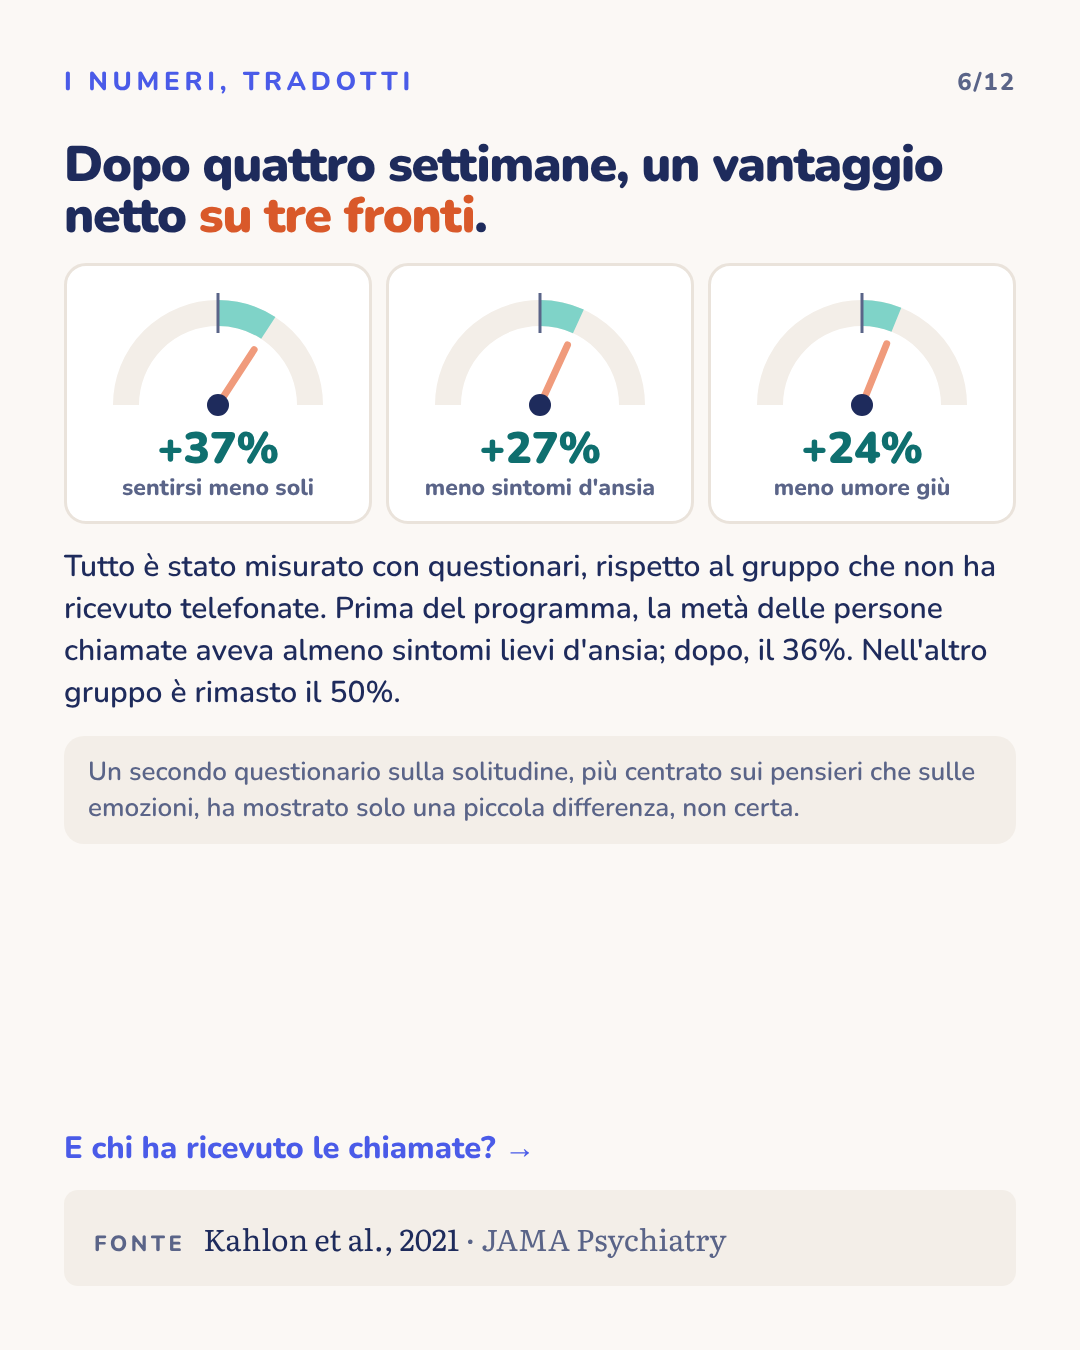 I NUMERI, TRADOTTI
6/12
Dopo quattro settimane, un vantaggio
netto su tre fronti.
+37%
sentirsi meno soli
+27%
meno sintomi d'ansia
+24%
meno umore giù
Tutto è stato misurato con questionari, rispetto al gruppo che non ha
ricevuto telefonate. Prima del programma, la metà delle persone
chiamate aveva almeno sintomi lievi d'ansia; dopo, il 36%. Nell'altro
gruppo è rimasto il 50%.
Un secondo questionario sulla solitudine, più centrato sui pensieri che sulle
emozioni, ha mostrato solo una piccola differenza, non certa.
E chi ha ricevuto le chiamate? →
FONTE Kahlon et al., 2021 · JAMA Psychiatry